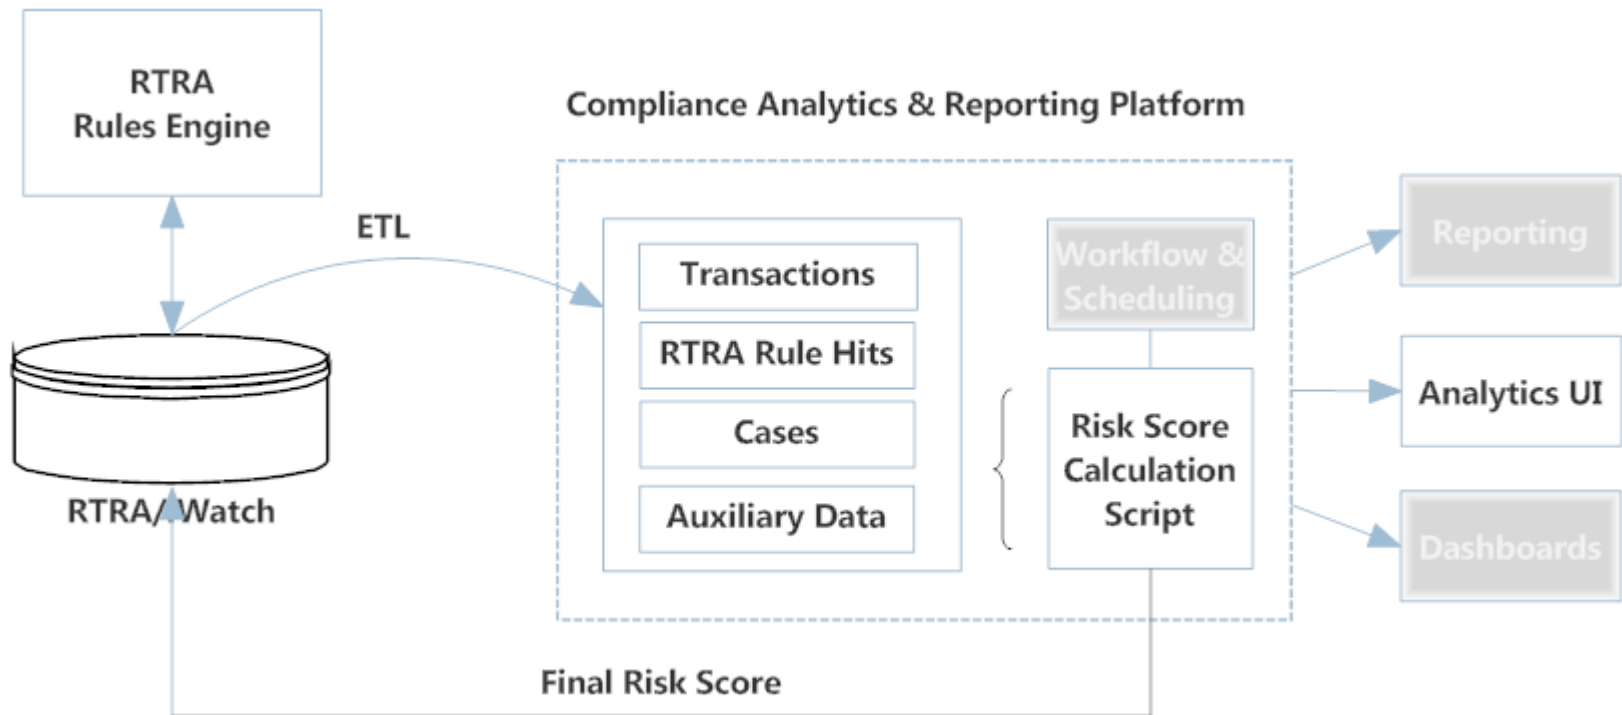 RTRA
Rules Engine
Compliance Analytics & Reporting Platform
ETL
Transactions
RTRA Rule Hits
Cases
Auxiliary Data
Workflow &
Scheduling
Risk Score
Calculation
Script
Reporting
Analytics UI
Dashboards
RTRA/ Watch
Final Risk Score